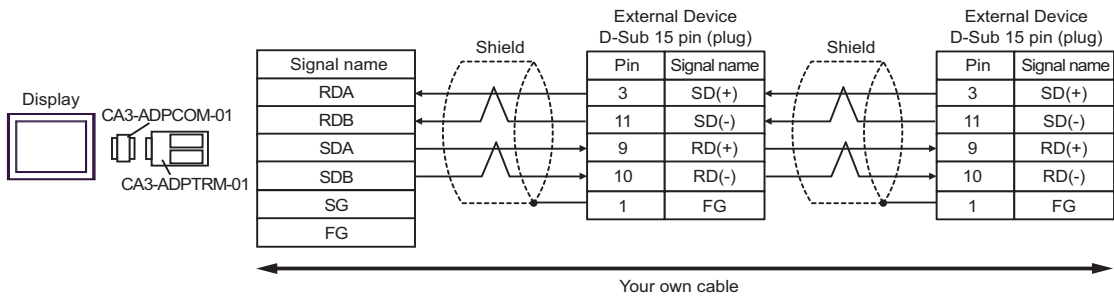 External Device
D-Sub 15 pin (plug)
External Device
D-Sub 15 pin (plug)
Shield
Shield
Display
CA3-ADPCOM-01
CA3-ADPTRM-01
Signal name
RDA
RDB
SDA
SDB
SG
FG
Pin Signal name
3 SD(+)
11 SD(-)
9 RD(+)
10 RD(-)
1 FG
Pin Signal name
3 SD(+)
11 SD(-)
9 RD(+)
10 RD(-)
1 FG
Your own cable